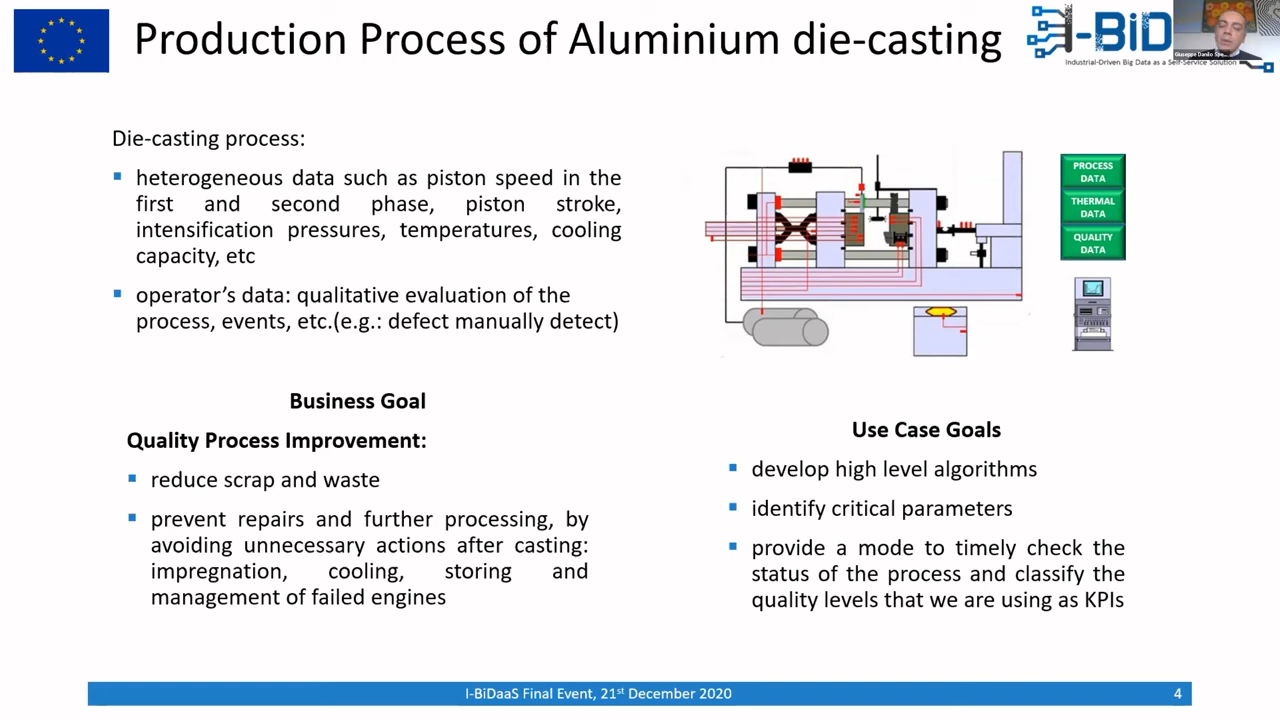 Production Process of Aluminium die-casting
I-BiD
Industrial-Driven Big Data as a Self-Service Solution
Giuseppe Danilo Spe...
Die-casting process:
heterogeneous data such as piston speed in the
first and second phase, piston stroke,
intensification pressures, temperatures, cooling
capacity, etc
operator’s data: qualitative evaluation of the
process, events, etc.(e.g.: defect manually detect)
PROCESS
DATA
THERMAL
DATA
QUALITY
DATA
Business Goal
Quality Process Improvement:
reduce scrap and waste
prevent repairs and further processing, by
avoiding unnecessary actions after casting:
impregnation, cooling, storing and
management of failed engines
Use Case Goals
develop high level algorithms
identify critical parameters
provide a mode to timely check the
status of the process and classify the
quality levels that we are using as KPIs
I-BiDaaS Final Event, 21st December 2020
4